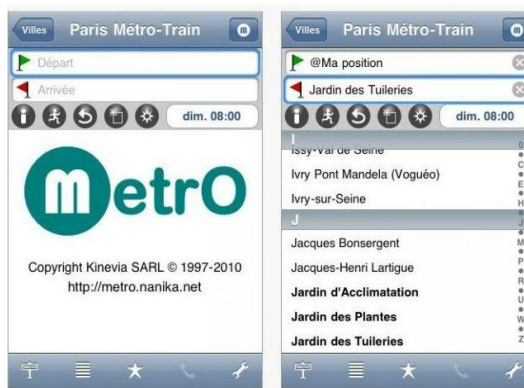 Villes
Paris Métro-Train
m
Départ
Arrivée
dim. 08:00
metrO
Copyright Kinevia SARL © 1997-2010
http://metro.nanika.net
Villes
Paris Métro-Train
m
@Ma position
Jardin des Tuileries
dim. 08:00
I
Issy-Val de Seine
Ivry Pont Mandela (Voguéo)
Ivry-sur-Seine
J
Jacques Bonsergent
Jacques-Henri Lartigue
Jardin d'Acclimatation
Jardin des Plantes
Jardin des Tuileries
0
C
E
H
J
M
P
R
U
W
Z